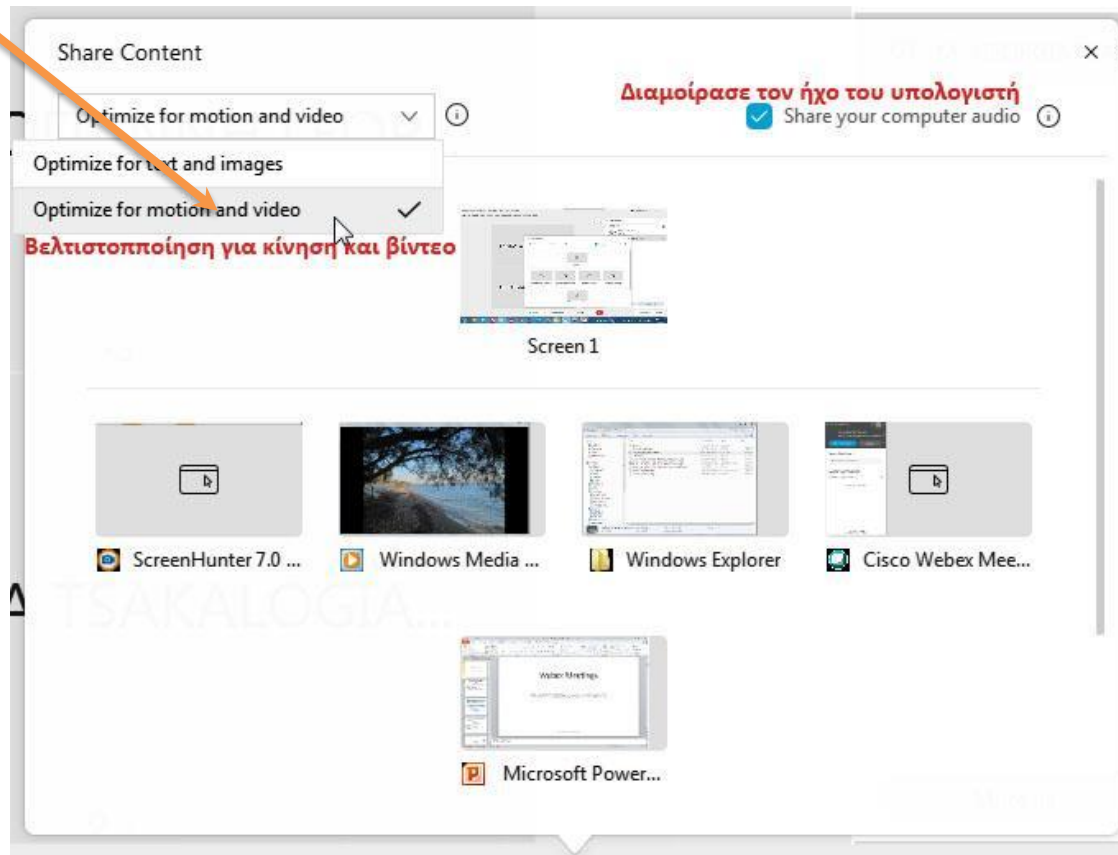 Share Content
Διαμοίρασε τον ήχο του υπολογιστή
Optimize for motion and video
Share your computer audio
Optimize for text and images
Optimize for motion and video
Βελτιστοπποίηση για κίνηση και βίντεο
Screen 1
ScreenHunter 7.0 ...
Windows Media ...
Windows Explorer
Cisco Webex Mee...
TSAKALOGIA...
Webex Meetings
Microsoft Power...